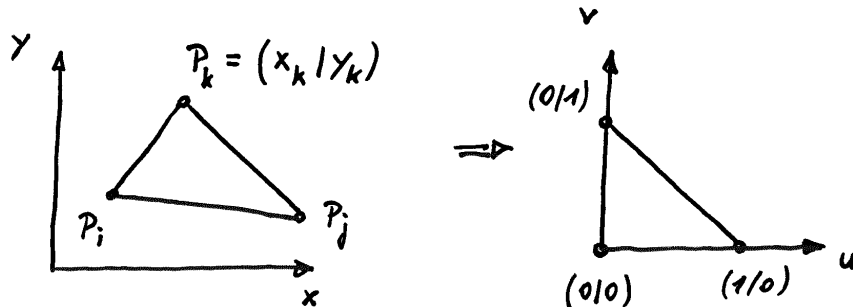 y
P_k = (x_k | y_k)
P_i
P_j
x
v
(0|1)
(0|0)
(1|0)
u